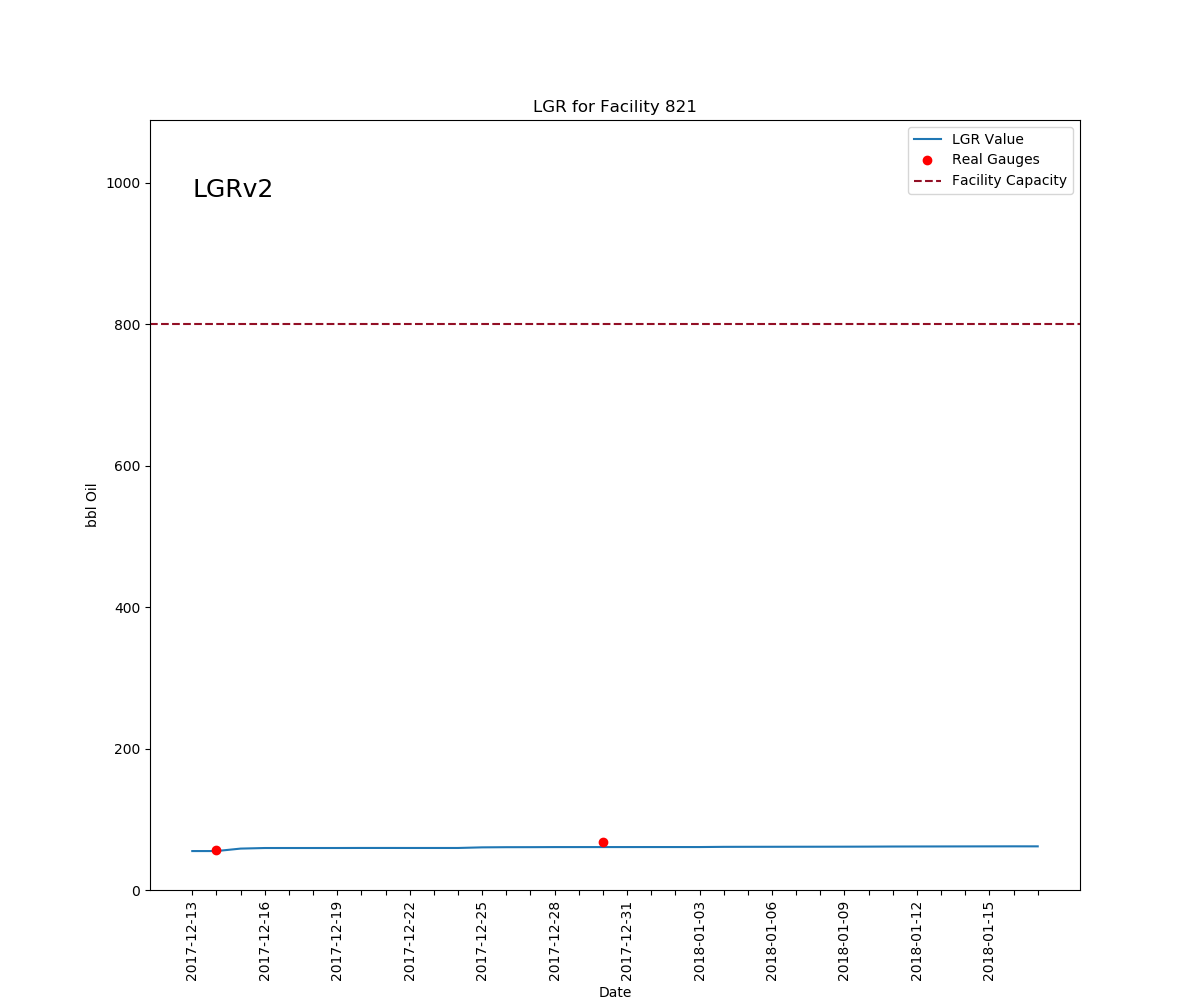 LGR for Facility 821
LGR Value
Real Gauges
Facility Capacity
LGRv2
1000
800
600
400
200
0
bbl Oil
2017-12-13
2017-12-16
2017-12-19
2017-12-22
2017-12-25
2017-12-28
2017-12-31
2018-01-03
2018-01-06
2018-01-09
2018-01-12
2018-01-15
Date